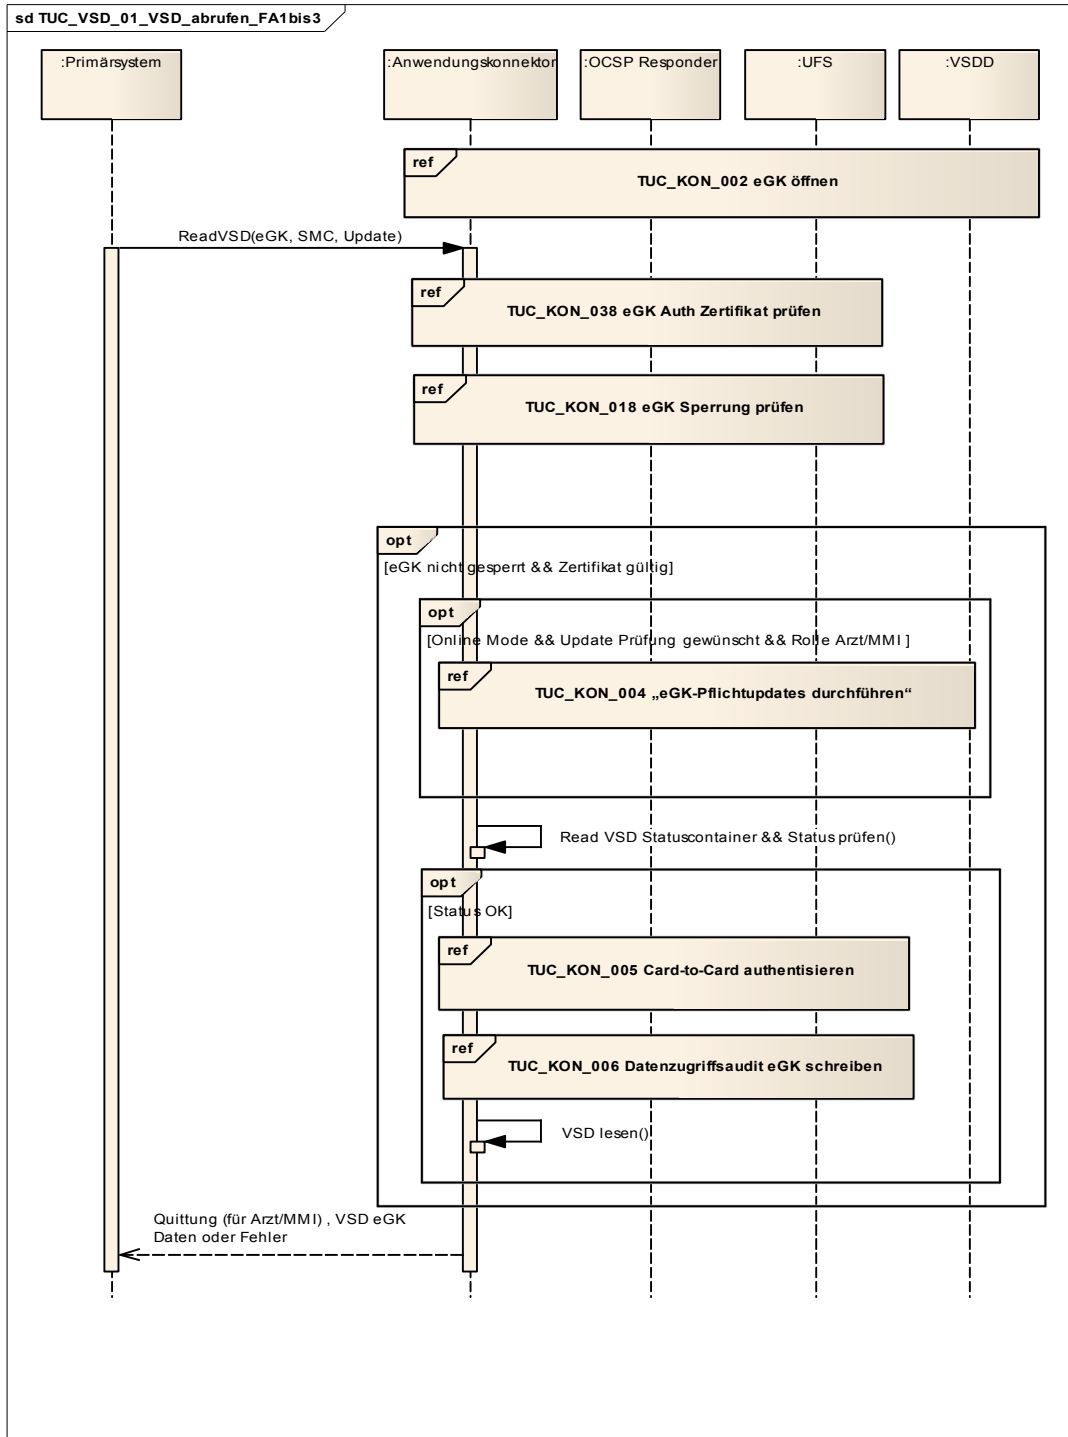 sd TUC_VSD_01_VSD_abrufen_FA1bis3
:Primärsystem
:Anwendungskonnektor
:OCSP Responder
:UFS
:VSDD
ref
TUC_KON_002 eGK öffnen
ReadVSD(eGK, SMC, Update)
ref
TUC_KON_038 eGK Auth Zertifikat prüfen
ref
TUC_KON_018 eGK Sperrung prüfen
opt
[eGK nicht gesperrt && Zertifikat gültig]
opt
[Online Mode && Update Prüfung gewünscht && Rolle Arzt/MMI ]
ref
TUC_KON_004 „eGK-Pflichtupdates durchführen“
Read VSD Statuscontainer && Status prüfen()
opt
[Status OK]
ref
TUC_KON_005 Card-to-Card authentisieren
ref
TUC_KON_006 Datenzugriffsaudit eGK schreiben
VSD lesen()
Quittung (für Arzt/MMI) , VSD eGK
Daten oder Fehler